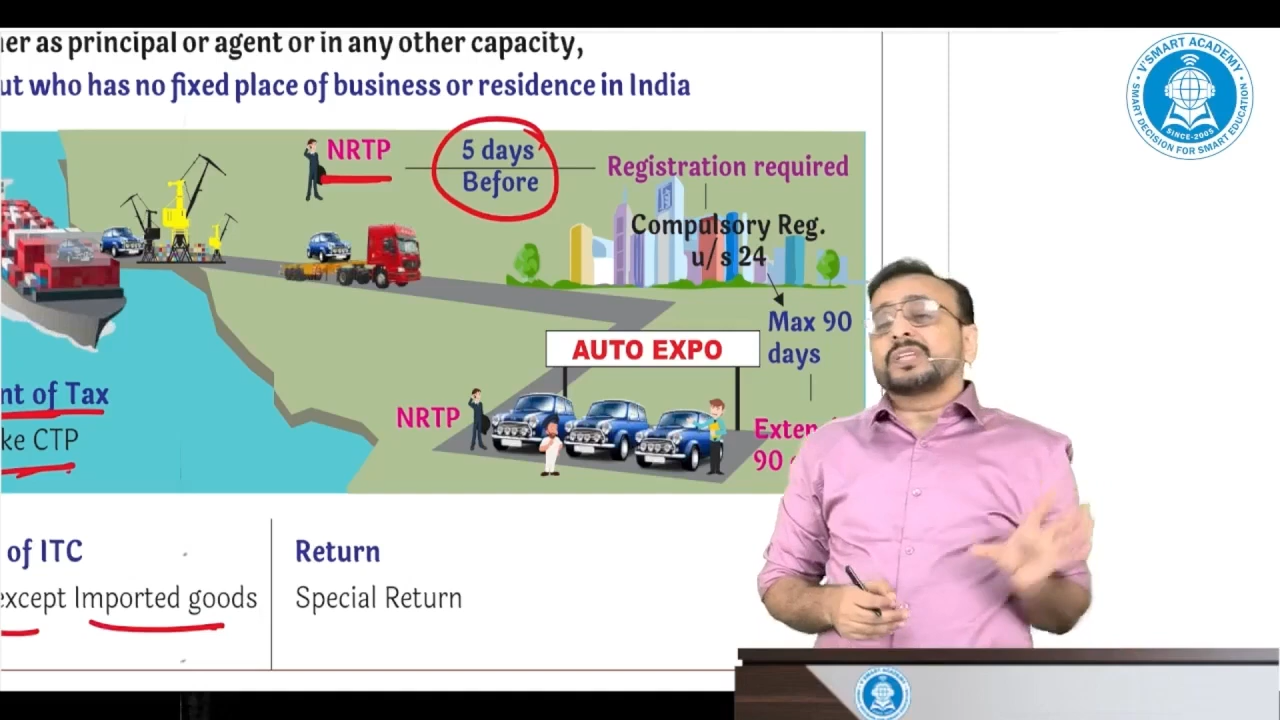 er as principal or agent or in any other capacity,
ut who has no fixed place of business or residence in India
V'SMART ACADEMY
SINCE-2005
SMART DECISION FOR SMART EDUCATION
NRTP
5 days
Before
Registration required
Compulsory Reg.
u/s 24
Max 90
days
AUTO EXPO
NRTP
Exten
90
nt of Tax
ke CTP
of ITC
except Imported goods
Return
Special Return